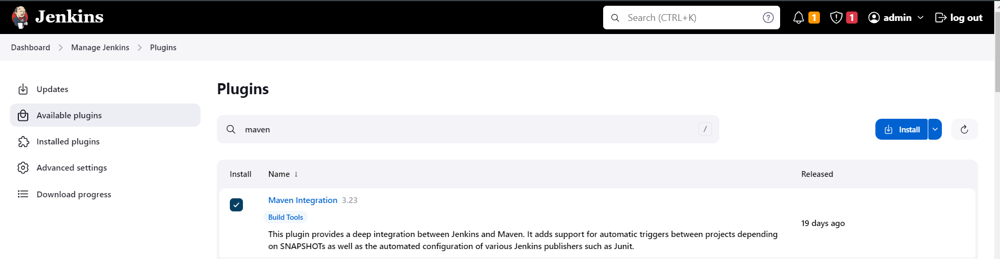 Jenkins
Search (CTRL+K)
?
1
1
admin
log out
Dashboard
Manage Jenkins
Plugins
Updates
Available plugins
Installed plugins
Advanced settings
Download progress
Plugins
maven
/
Install
Install
Name ↓
Released
Maven Integration 3.23
Build Tools
This plugin provides a deep integration between Jenkins and Maven. It adds support for automatic triggers between projects depending
on SNAPSHOTs as well as the automated configuration of various Jenkins publishers such as Junit.
19 days ago